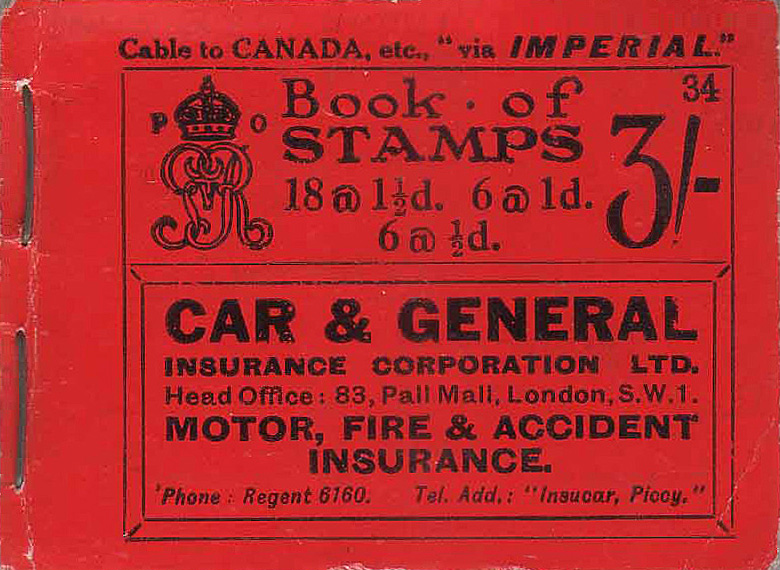 Cable to CANADA, etc., "via IMPERIAL."
34
P O
Book · of
STAMPS
3/-
18 @ 1½d. 6 @ 1d.
6 @ ½d.
CAR & GENERAL
INSURANCE CORPORATION LTD.
Head Office: 83, Pall Mall, London, S.W.1.
MOTOR, FIRE & ACCIDENT
INSURANCE.
'Phone: Regent 6160. Tel. Add.: "Insucar, Piccy."